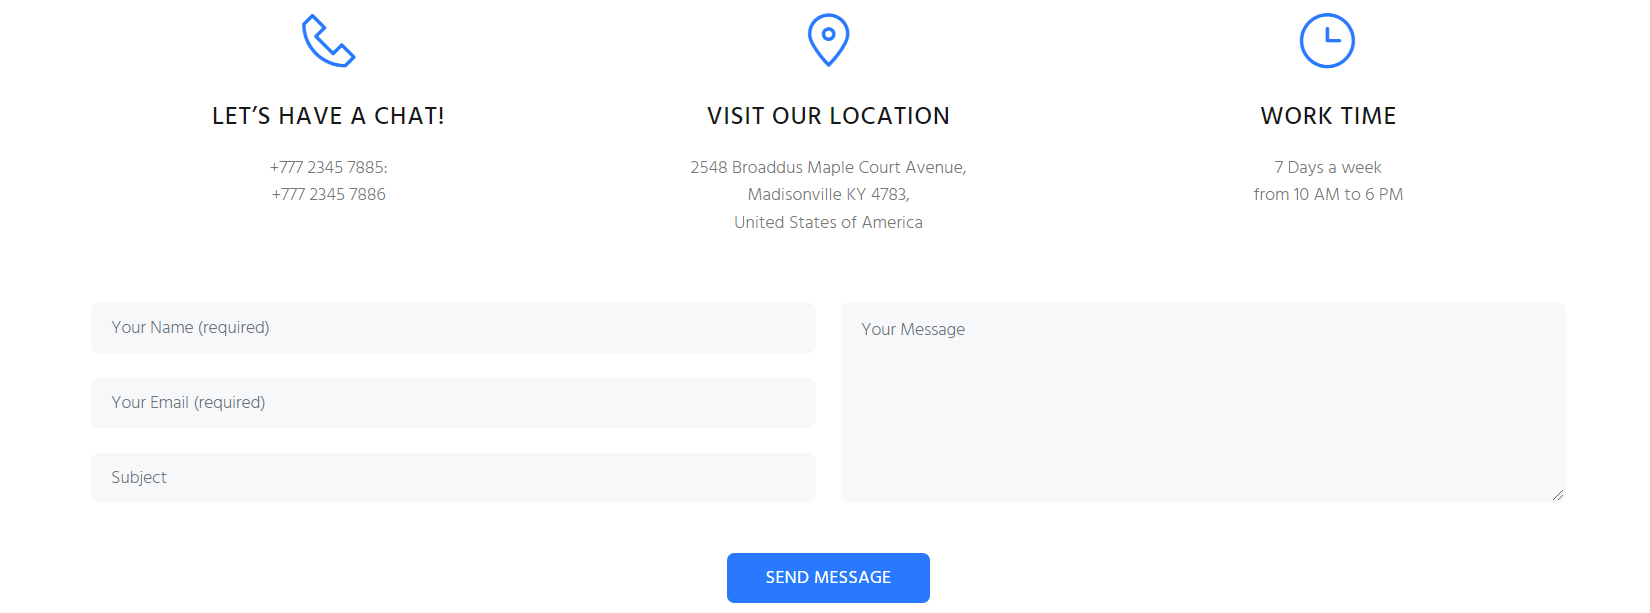 LET’S HAVE A CHAT!
+777 2345 7885:
+777 2345 7886
VISIT OUR LOCATION
2548 Broaddus Maple Court Avenue,
Madisonville KY 4783,
United States of America
WORK TIME
7 Days a week
from 10 AM to 6 PM
Your Name (required)
Your Email (required)
Subject
Your Message
SEND MESSAGE